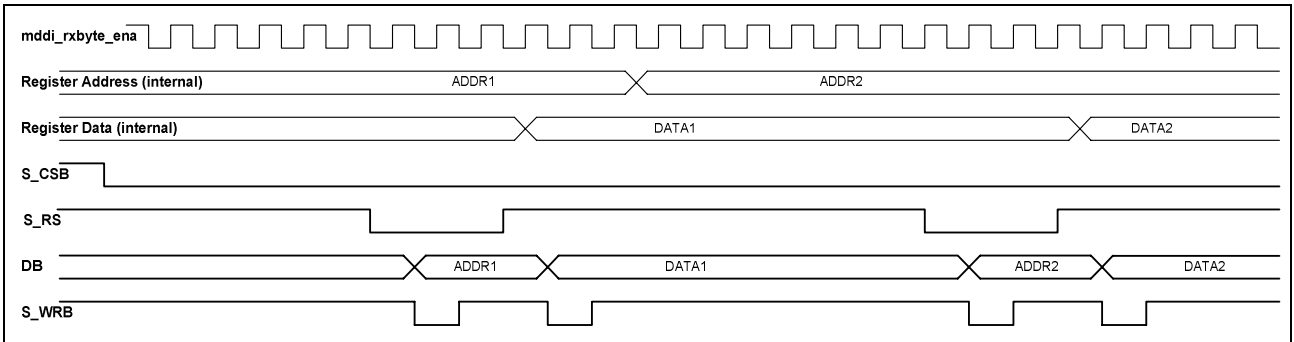 mddi_rxbyte_ena
Register Address (internal) ADDR1 ADDR2
Register Data (internal) DATA1 DATA2
S_CSB
S_RS
DB ADDR1 DATA1 ADDR2 DATA2
S_WRB